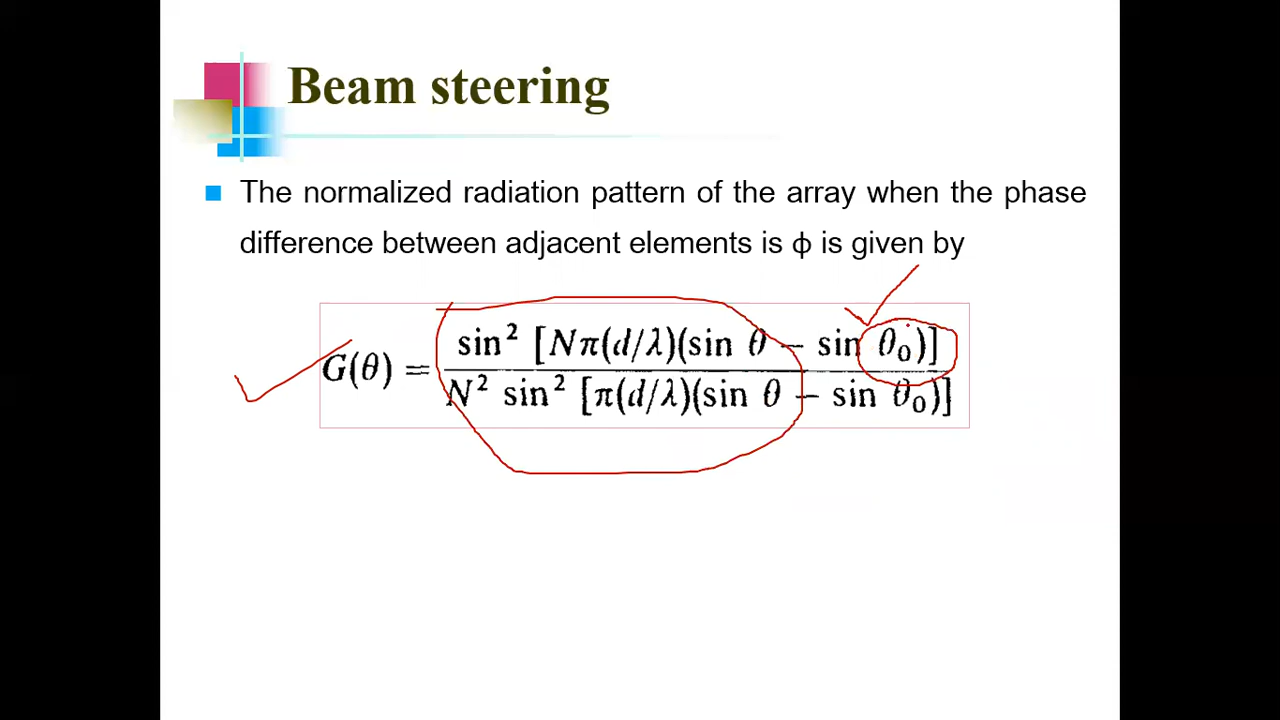 Beam steering
The normalized radiation pattern of the array when the phase
difference between adjacent elements is ϕ is given by
G(θ) = sin² [Nπ(d/λ)(sin θ − sin θ₀)] / N² sin² [π(d/λ)(sin θ − sin θ₀)]